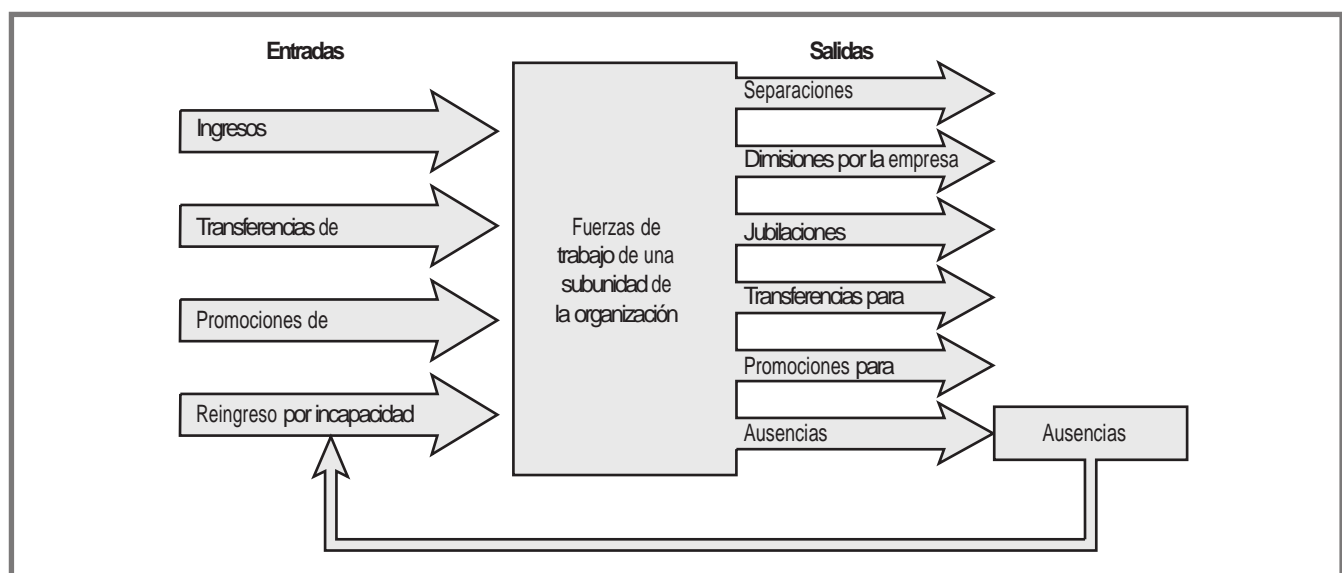 Entradas
Salidas
Ingresos
Transferencias de
Promociones de
Reingreso por incapacidad
Fuerzas de
trabajo de una
subunidad de
la organización
Separaciones
Dimisiones por la empresa
Jubilaciones
Transferencias para
Promociones para
Ausencias
Ausencias